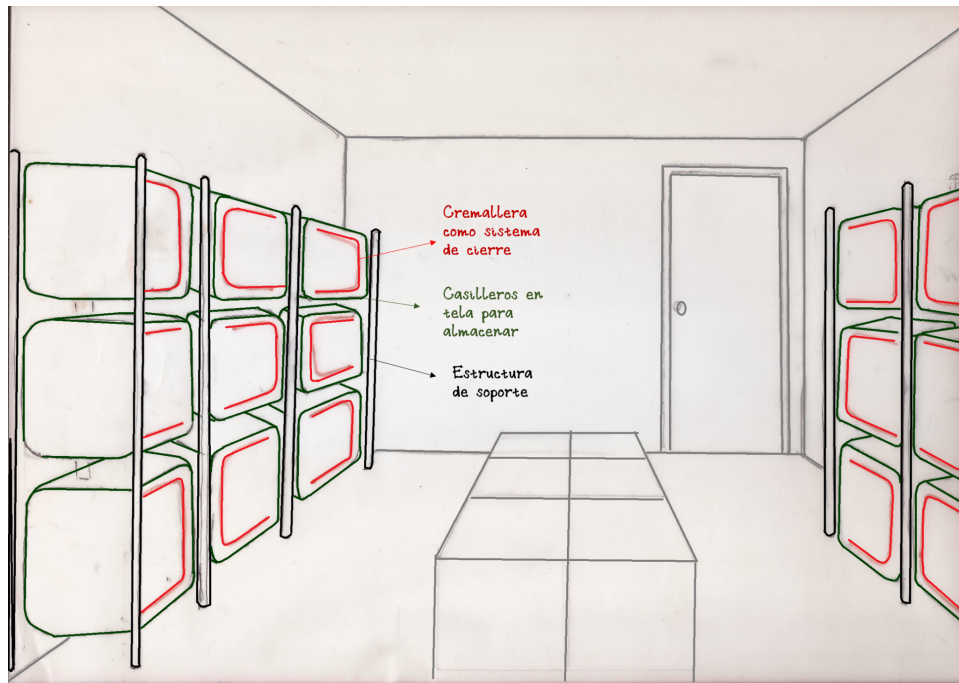 Cremallera
como sistema
de cierre
Casilleros en
tela para
almacenar
Estructura
de soporte